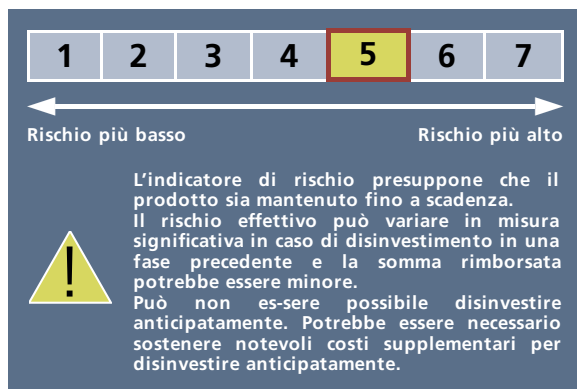 1 2 3 4 5 6 7
Rischio più basso Rischio più alto
L'indicatore di rischio presuppone che il
prodotto sia mantenuto fino a scadenza.
Il rischio effettivo può variare in misura
significativa in caso di disinvestimento in una
fase precedente e la somma rimborsata
potrebbe essere minore.
Può non es-sere possibile disinvestire
anticipatamente. Potrebbe essere necessario
sostenere notevoli costi supplementari per
disinvestire anticipatamente.
!